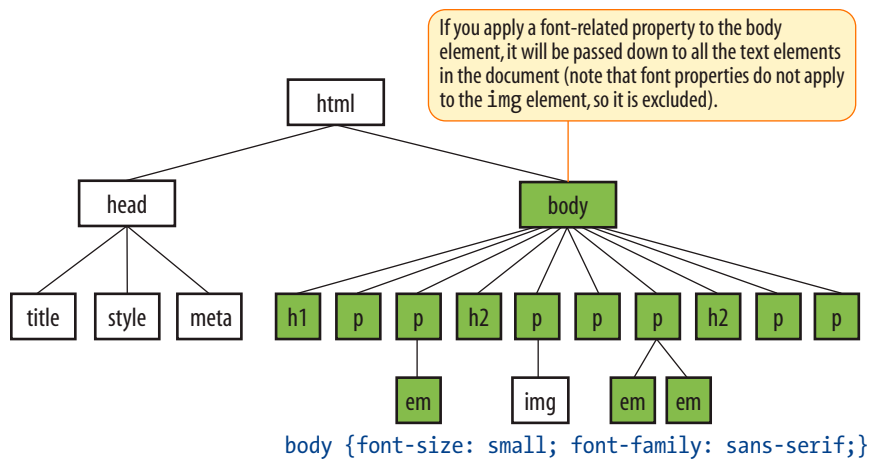 If you apply a font-related property to the body
element, it will be passed down to all the text elements
in the document (note that font properties do not apply
to the img element, so it is excluded).
html
head
body
title
style
meta
h1
p
p
h2
p
p
p
h2
p
p
em
img
em
em
body {font-size: small; font-family: sans-serif;}